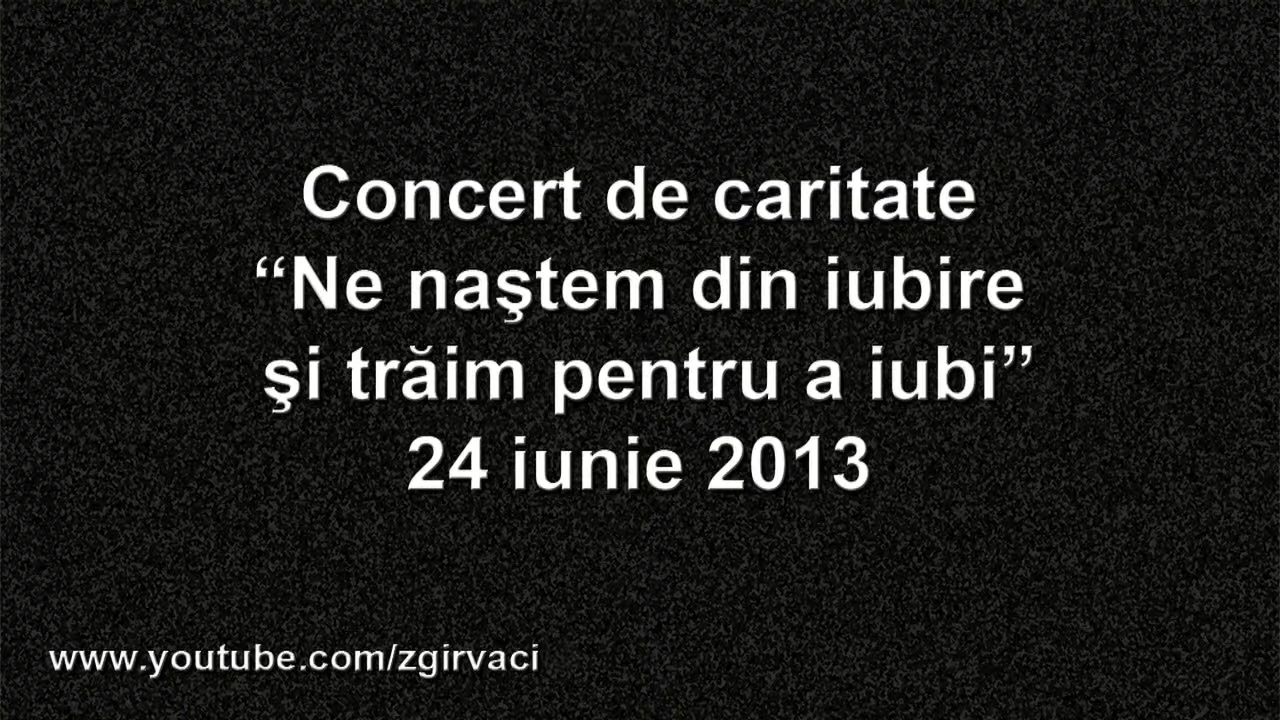 Concert de caritate
“Ne naştem din iubire
şi trăim pentru a iubi”
24 iunie 2013
www.youtube.com/zgirvaci